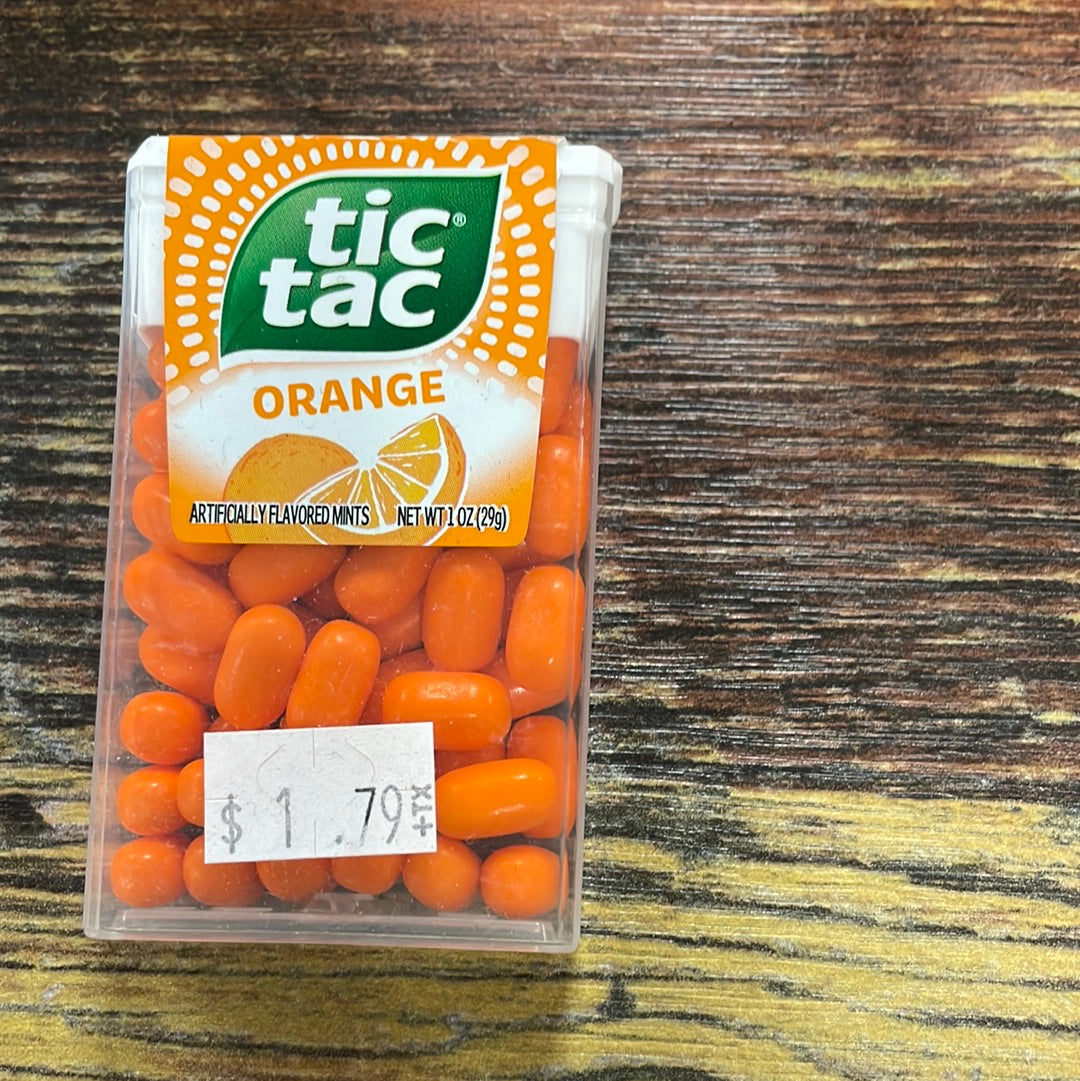 tic®
tac
ORANGE
ARTIFICIALLY FLAVORED MINTS NET WT 1 OZ (29g)
$ 1 .79 +TX